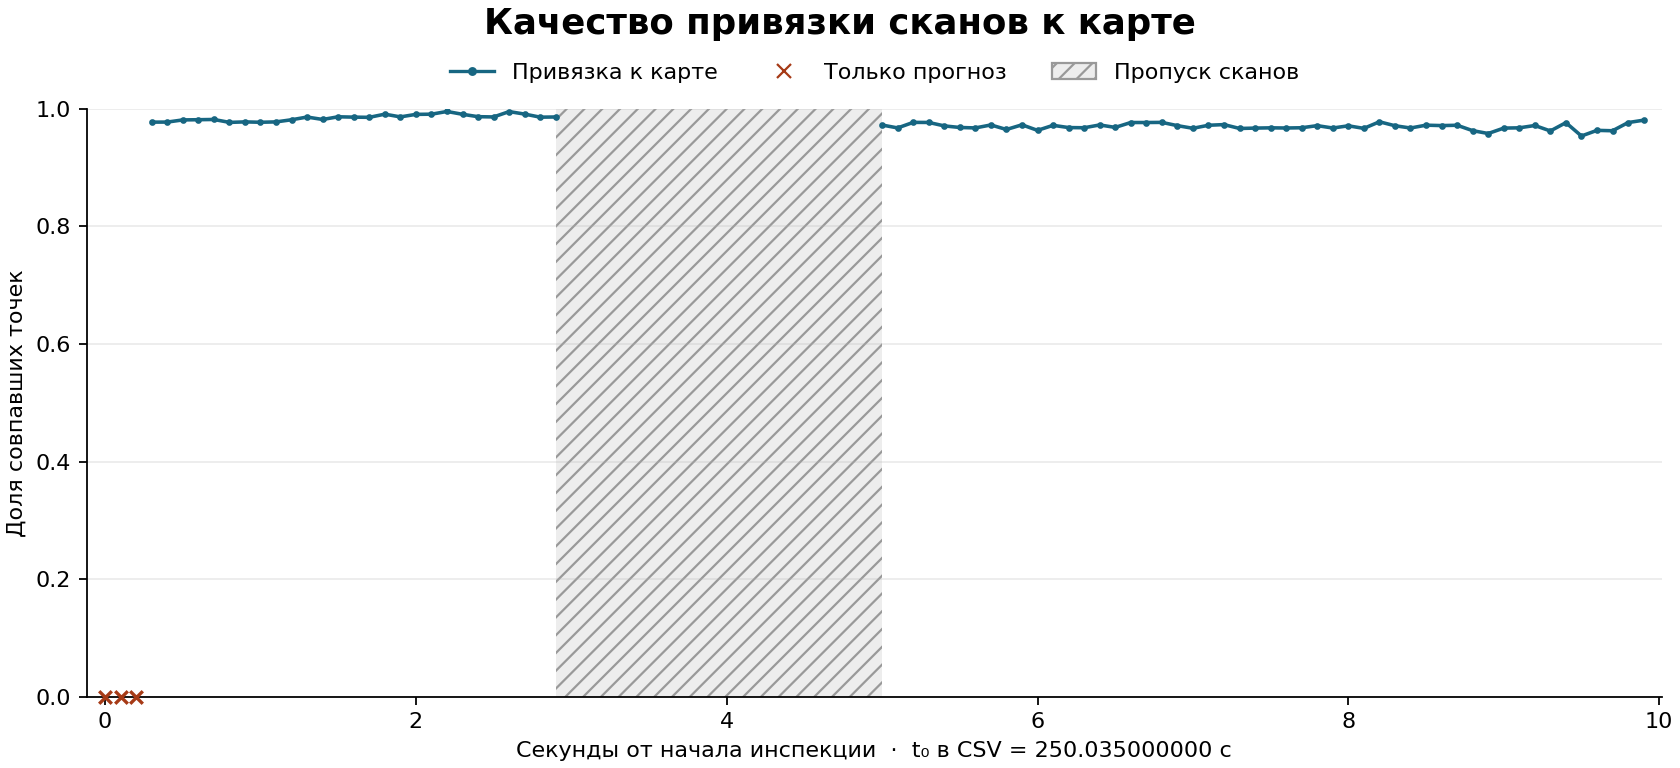 Качество привязки сканов к карте
Привязка к карте
Только прогноз
Пропуск сканов
Доля совпавших точек
1.0
0.8
0.6
0.4
0.2
0.0
0 2 4 6 8 10
Секунды от начала инспекции · t₀ в CSV = 250.035000000 с